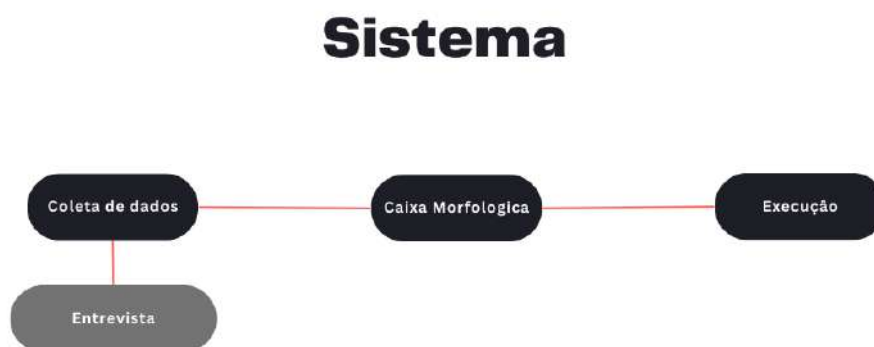 Sistema
Coleta de dados
Caixa Morfologica
Execução
Entrevista